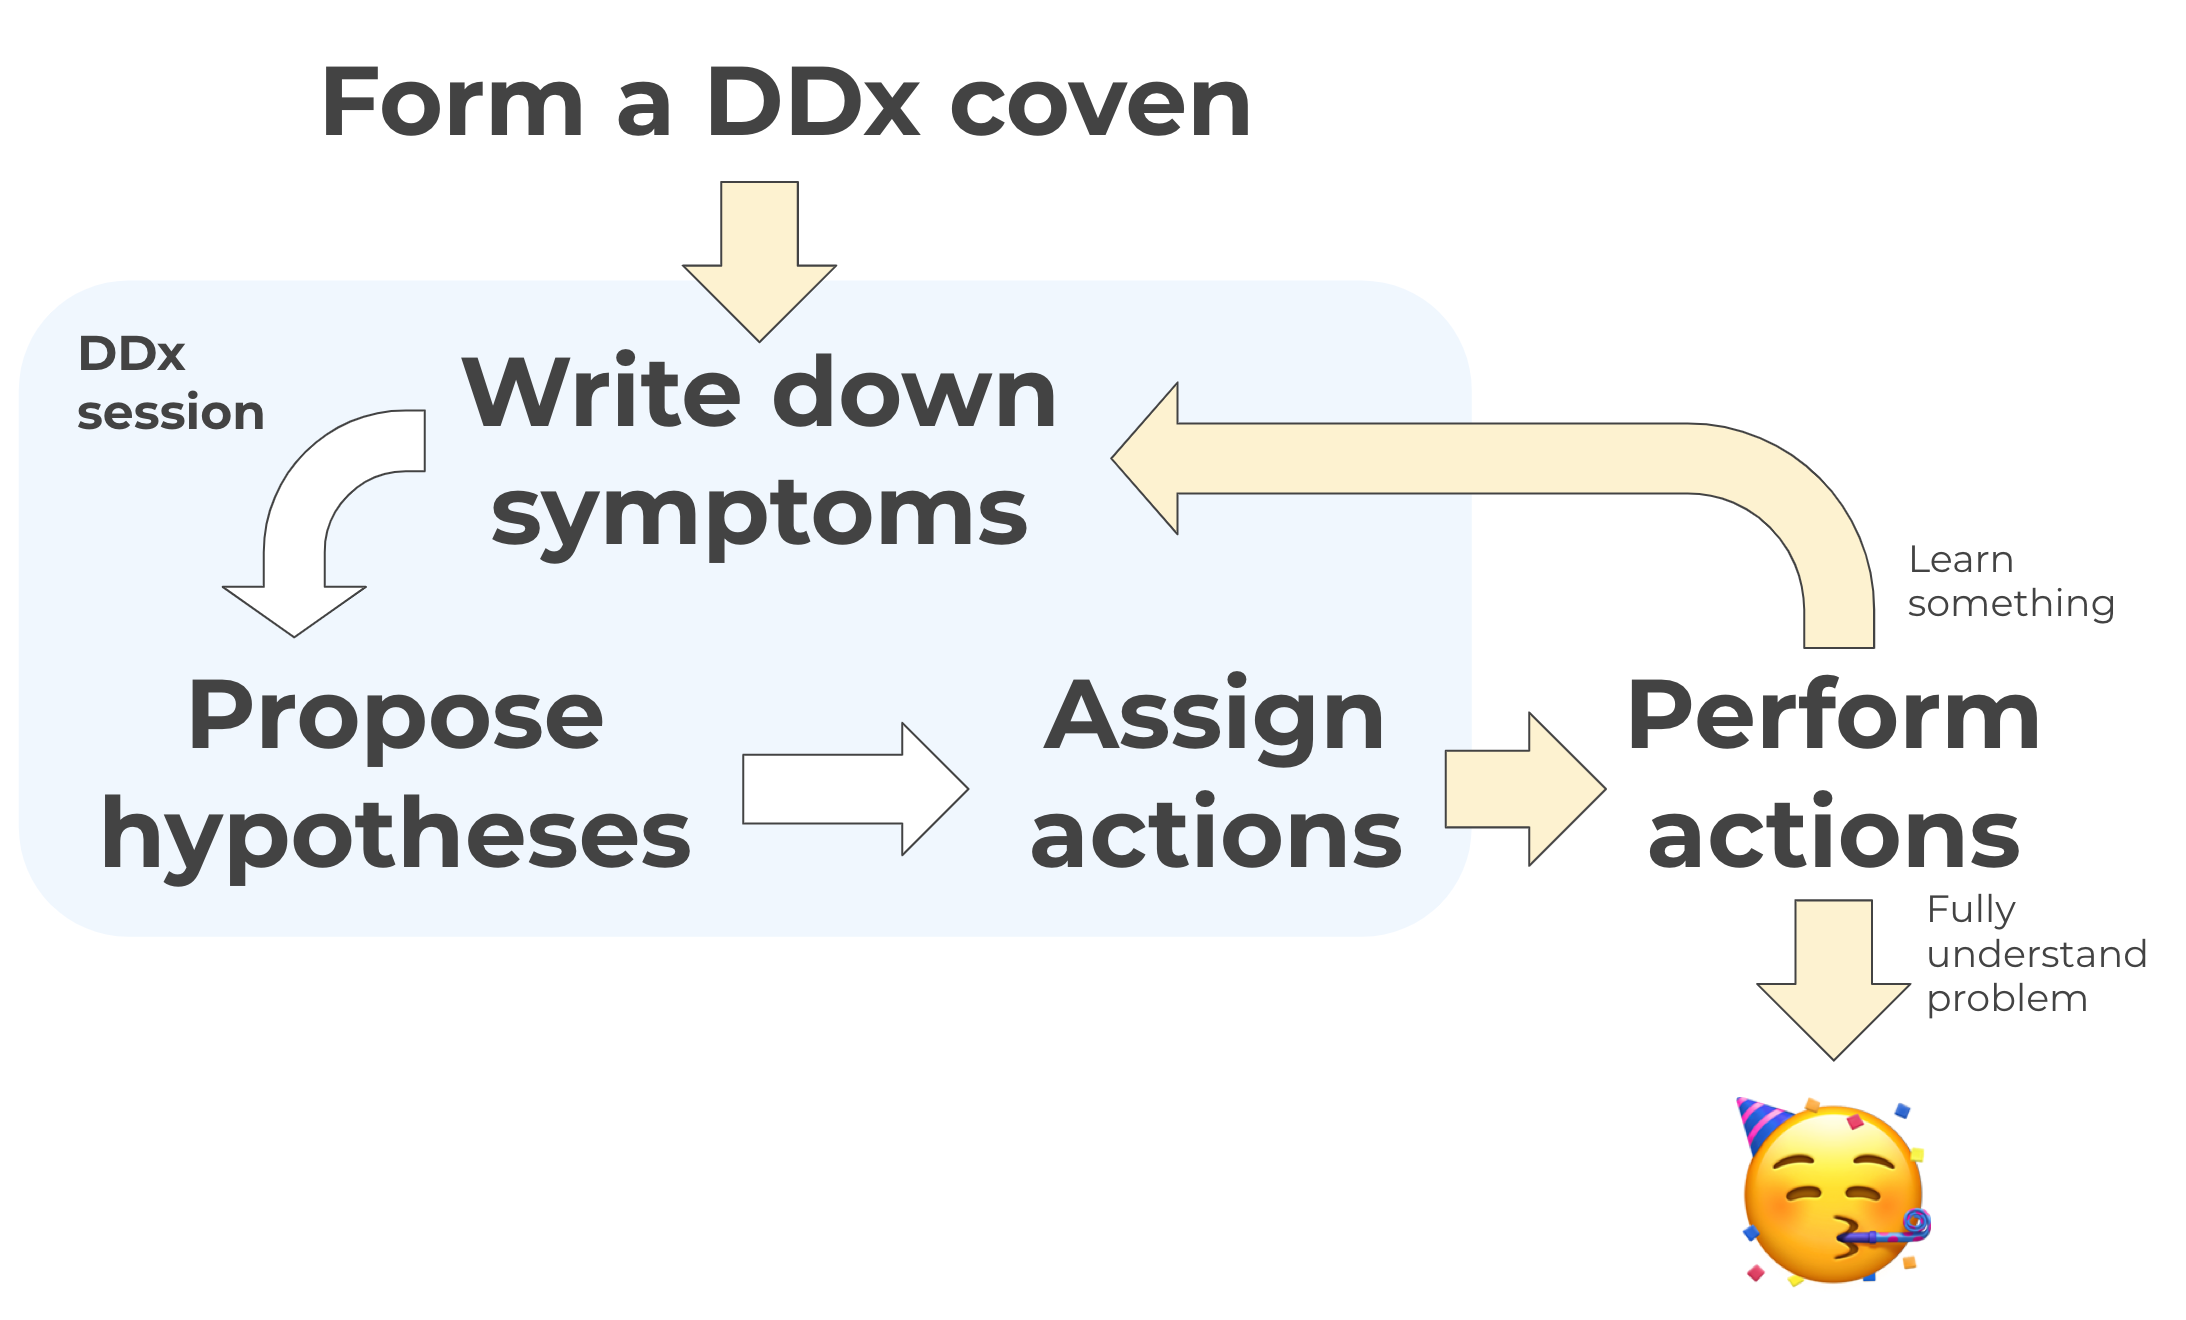 Form a DDx coven
DDx
session
Write down
symptoms
Learn
something
Propose
hypotheses
Assign
actions
Perform
actions
Fully
understand
problem